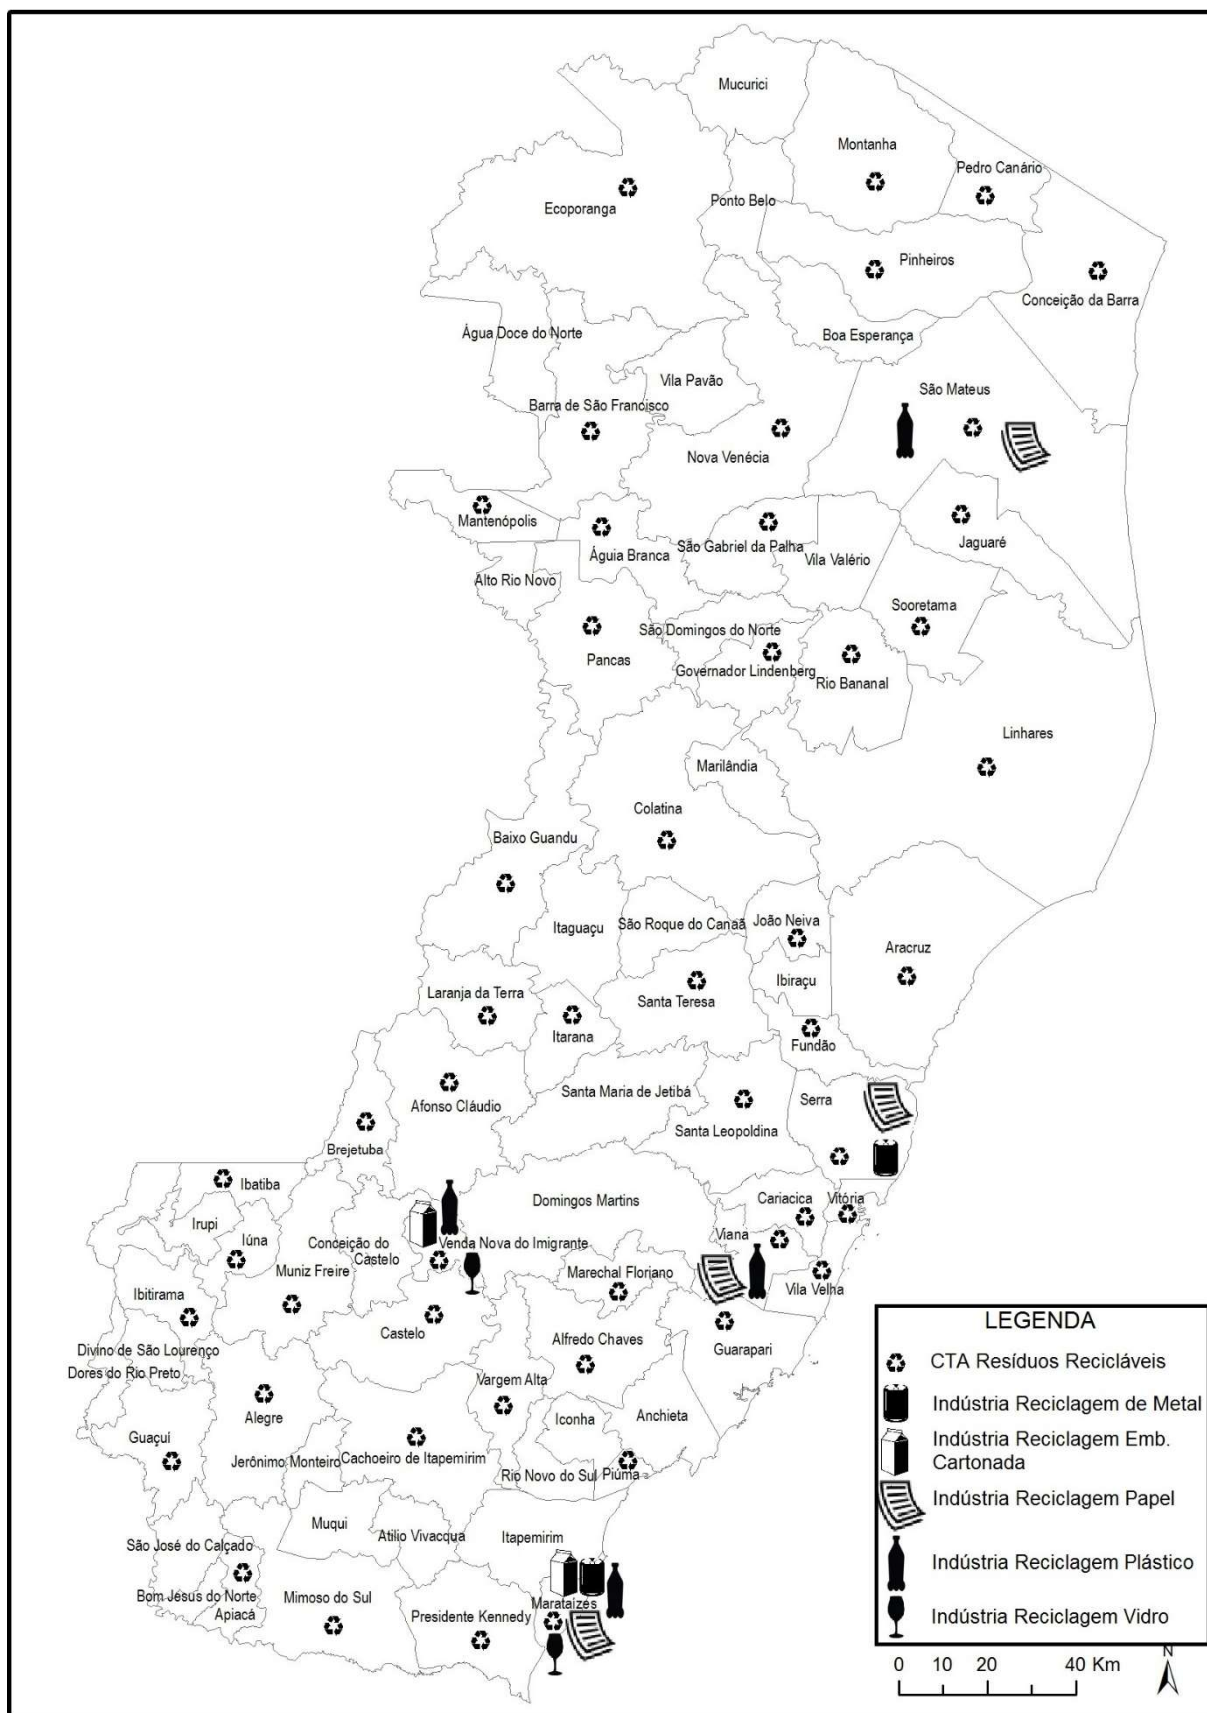 Mucurici
Montanha
Pedro Canário
Ecoporanga
Ponto Belo
Pinheiros
Conceição da Barra
Água Doce do Norte
Boa Esperança
Vila Pavão
São Mateus
Barra de São Francisco
Nova Venécia
Mantenópolis
Águia Branca
São Gabriel da Palha
Vila Valério
Jaguaré
Alto Rio Novo
Sooretama
São Domingos do Norte
Pancas
Governador Lindenberg
Rio Bananal
Linhares
Marilândia
Colatina
Baixo Guandu
Itaguaçu
São Roque do Canaã
João Neiva
Aracruz
Ibiraçu
Laranja da Terra
Santa Teresa
Itarana
Fundão
Santa Maria de Jetibá
Serra
Afonso Cláudio
Santa Leopoldina
Brejetuba
Ibatiba
Domingos Martins
Cariacica
Vitória
Irupi
Iúna
Viana
Conceição do
Castelo
Venda Nova do Imigrante
Muniz Freire
Marechal Floriano
Vila Velha
Ibitirama
Castelo
Alfredo Chaves
Guarapari
Divino de São Lourenço
Dores do Rio Preto
Vargem Alta
Alegre
Iconha
Anchieta
Guaçuí
Jerônimo Monteiro
Cachoeiro de Itapemirim
Rio Novo do Sul
Piúma
Muqui
Atilio Vivacqua
Itapemirim
São José do Calçado
Bom Jesus do Norte
Apiacá
Mimoso do Sul
Presidente Kennedy
Marataízes
LEGENDA
CTA Resíduos Recicláveis
Indústria Reciclagem de Metal
Indústria Reciclagem Emb.
Cartonada
Indústria Reciclagem Papel
Indústria Reciclagem Plástico
Indústria Reciclagem Vidro
0 10 20 40 Km
N